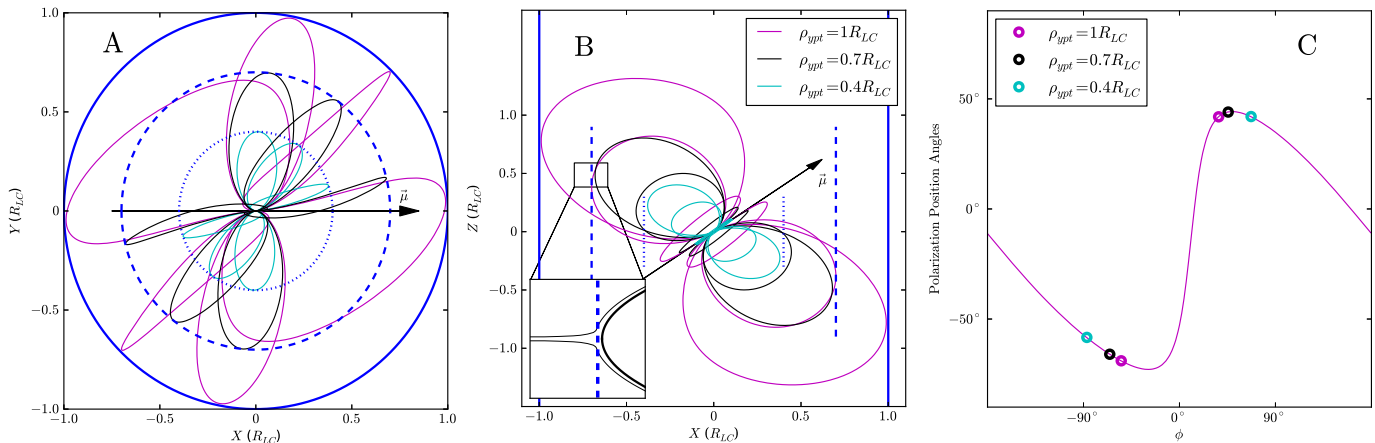 A
1.0
0.5
0.0
−0.5
−1.0
Y (R_LC)
−1.0
−0.5
0
0.5
1.0
X (R_LC)
μ⃗
B
ρ_ypt=1R_LC
ρ_ypt=0.7R_LC
ρ_ypt=0.4R_LC
1.0
0.5
0
−0.5
−1.0
Z (R_LC)
−1.0
−0.5
0
0.5
1.0
X (R_LC)
μ⃗
C
ρ_ypt=1R_LC
ρ_ypt=0.7R_LC
ρ_ypt=0.4R_LC
50°
0°
−50°
Polarization Position Angles
−90°
0°
90°
ϕ